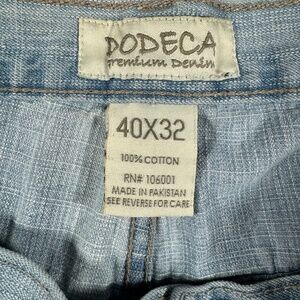 DODECA
Premium Denim
40X32
100% COTTON
RN# 106001
MADE IN PAKISTAN
SEE REVERSE FOR CARE